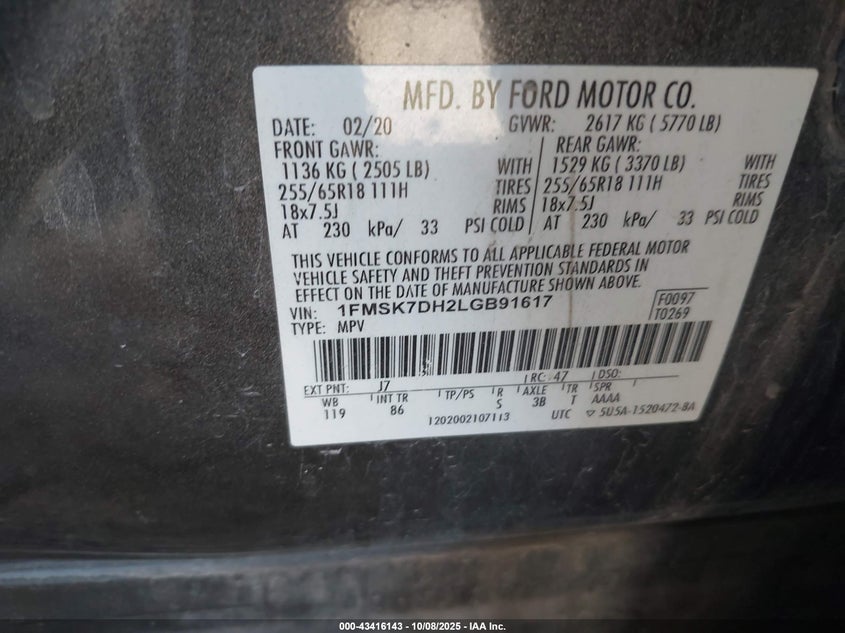 MFD. BY FORD MOTOR CO.
DATE: 02/20 GVWR: 2617 KG ( 5770 LB)
FRONT GAWR: REAR GAWR:
1136 KG ( 2505 LB) WITH 1529 KG ( 3370 LB) WITH
255/65R18 111H TIRES 255/65R18 111H TIRES
18x7.5J RIMS 18x7.5J RIMS
AT 230 kPa/ 33 PSI COLD AT 230 kPa/ 33 PSI COLD
THIS VEHICLE CONFORMS TO ALL APPLICABLE FEDERAL MOTOR
VEHICLE SAFETY AND THEFT PREVENTION STANDARDS IN
EFFECT ON THE DATE OF MANUFACTURE SHOWN ABOVE.
VIN: 1FMSK7DH2LGB91617 F0097
TYPE: MPV T0269
EXT PNT: J7 RC: 47 DSO:
WB INT TR TP/PS R AXLE TR SPR
119 86 S 3B T AAAA
1202002107113 UTC ▽ 5U5A-1520472-BA
000-43416143 - 10/08/2025 - IAA Inc.